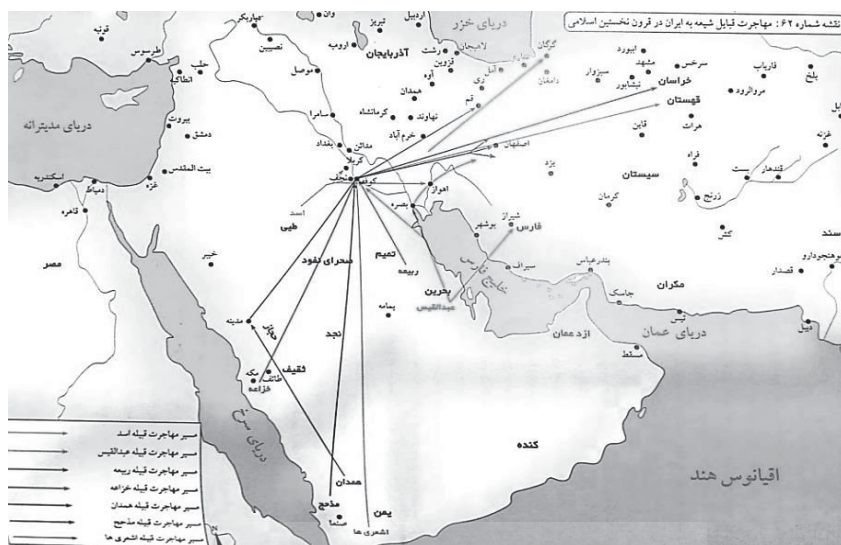 نقشه شماره ۶۲: مهاجرت قبایل شیعه به ایران در قرون نخستین اسلامی
دریای خزر
اردبیل
تبریز
وان
قونیه
نصیبین
ارومیه
آذربایجان
رشت
لاهیجان
گرگان
ابیورد
سرخس
فاریاب
بلخ
طرسوس
حلب
انطاکیه
موصل
قزوین
آوه
ری
آمل
دامغان
سبزوار
مشهد
نیشابور
خراسان
مروالرود
همدان
قم
قهستان
دریای مدیترانه
بیروت
دمشق
سامرا
کرمانشاه
نهاوند
خرم آباد
قاین
هرات
غزنه
بغداد
مدائن
اصفهان
فراه
بیت المقدس
کربلا
نجف
کوفه
اهواز
یزد
سیستان
بست
قندهار
اسکندریه
دمیاط
غزه
قاهره
بصره
کرمان
زرنج
اسد
طیی
شیراز
فارس
بوشهر
کش
سند
مصر
خیبر
صحرای نفود
تمیم
ربیعه
خلیج فارس
سیراف
بندرعباس
مکران
قصدار
بحرین
عبدالقیس
جاسک
تیس
دیبل
مدینه
حجاز
نجد
یمامه
ازد عمان
دریای عمان
مسقط
مکه
طائف
ثقیف
خزاعه
دریای سرخ
کنده
اقیانوس هند
همدان
مذحج
صنعا
یمن
اشعری ها
مسیر مهاجرت قبیله اسد
مسیر مهاجرت قبیله عبدالقیس
مسیر مهاجرت قبیله ربیعه
مسیر مهاجرت قبیله خزاعه
مسیر مهاجرت قبیله همدان
مسیر مهاجرت قبیله مذحج
مسیر مهاجرت قبیله اشعری ها